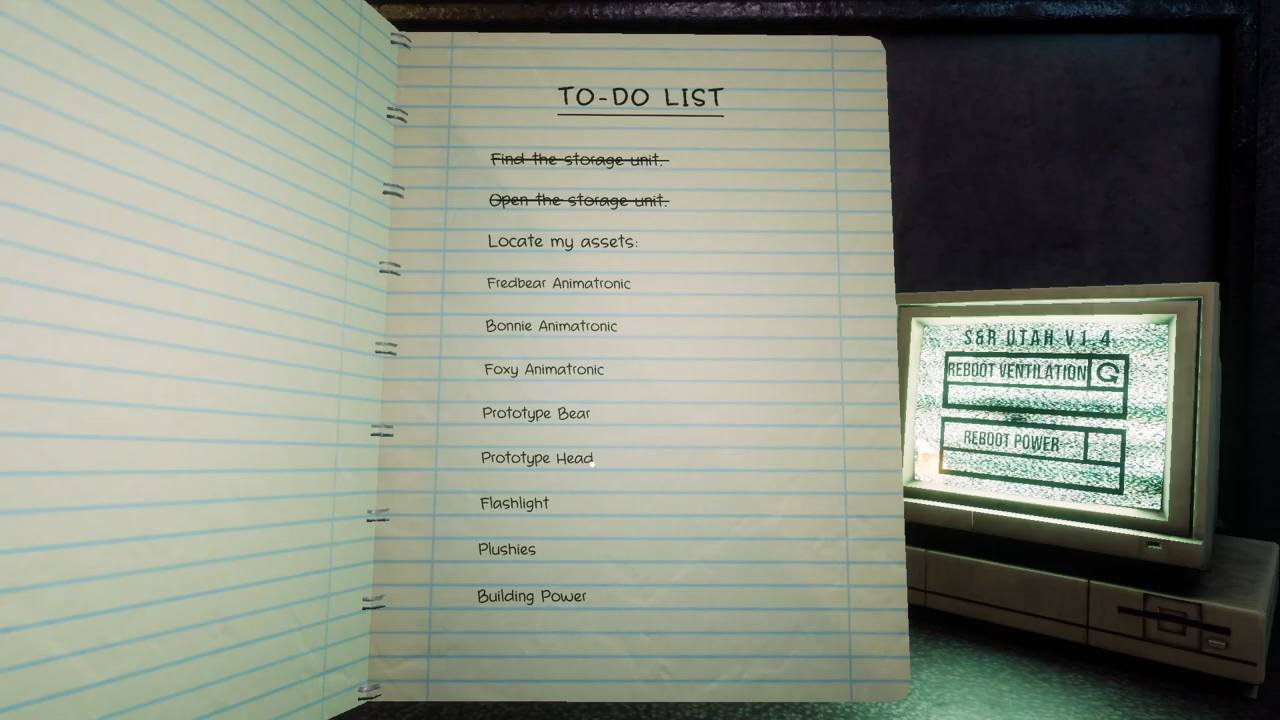 TO-DO LIST
Find the storage unit.
Open the storage unit.
Locate my assets:
Fredbear Animatronic
Bonnie Animatronic
Foxy Animatronic
Prototype Bear
Prototype Head
Flashlight
Plushies
Building Power
S&R UTAH V1.4
REBOOT VENTILATION
REBOOT POWER